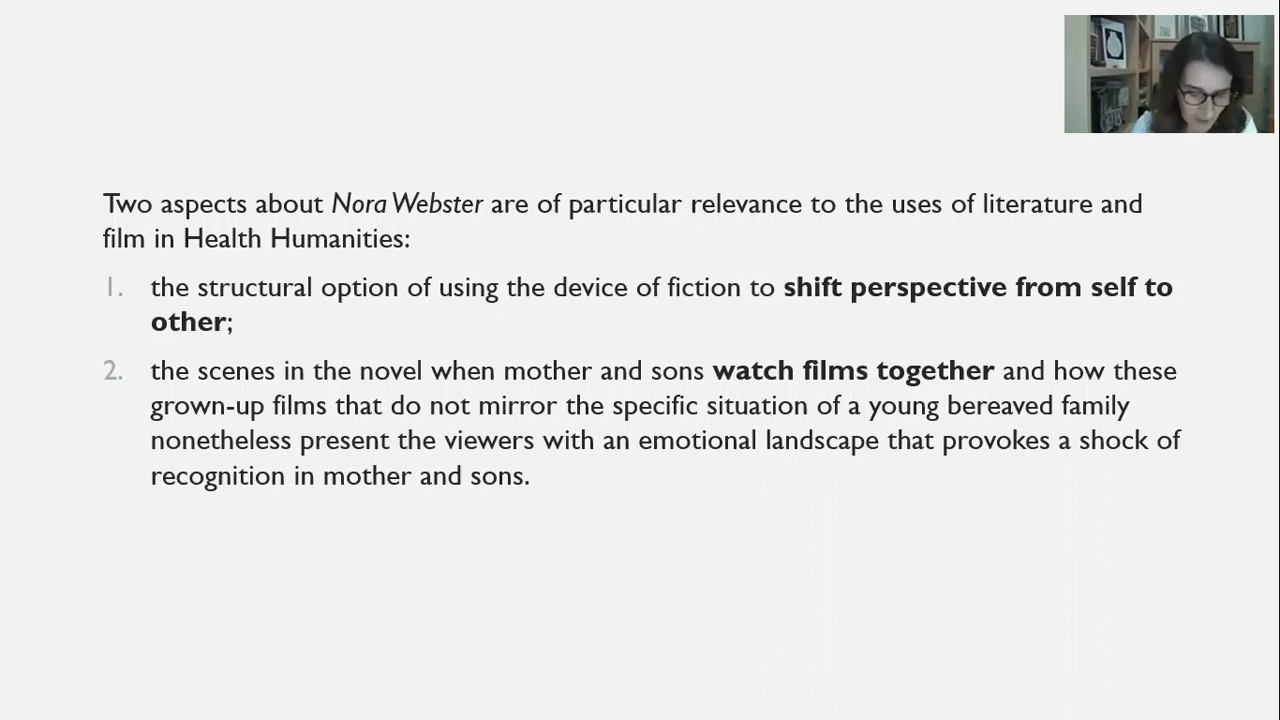 Two aspects about Nora Webster are of particular relevance to the uses of literature and
film in Health Humanities:
1. the structural option of using the device of fiction to shift perspective from self to
other;
2. the scenes in the novel when mother and sons watch films together and how these
grown-up films that do not mirror the specific situation of a young bereaved family
nonetheless present the viewers with an emotional landscape that provokes a shock of
recognition in mother and sons.